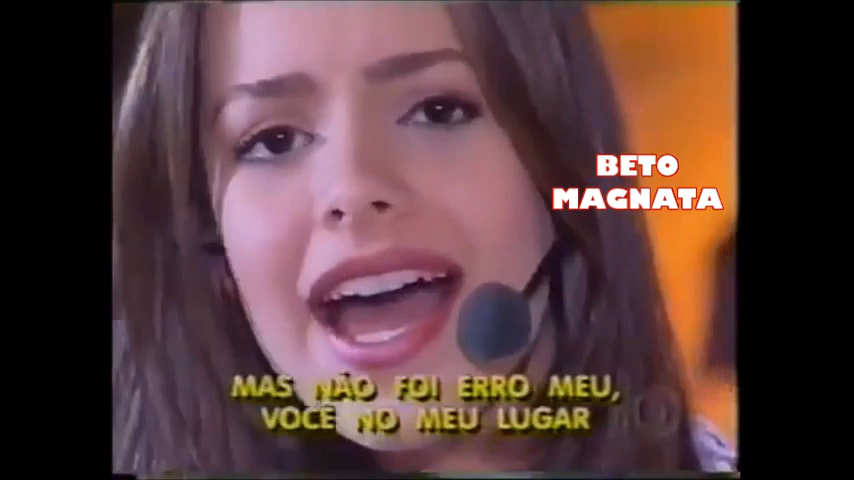 BETO
MAGNATA
MAS NÃO FOI ERRO MEU,
VOCÊ NO MEU LUGAR